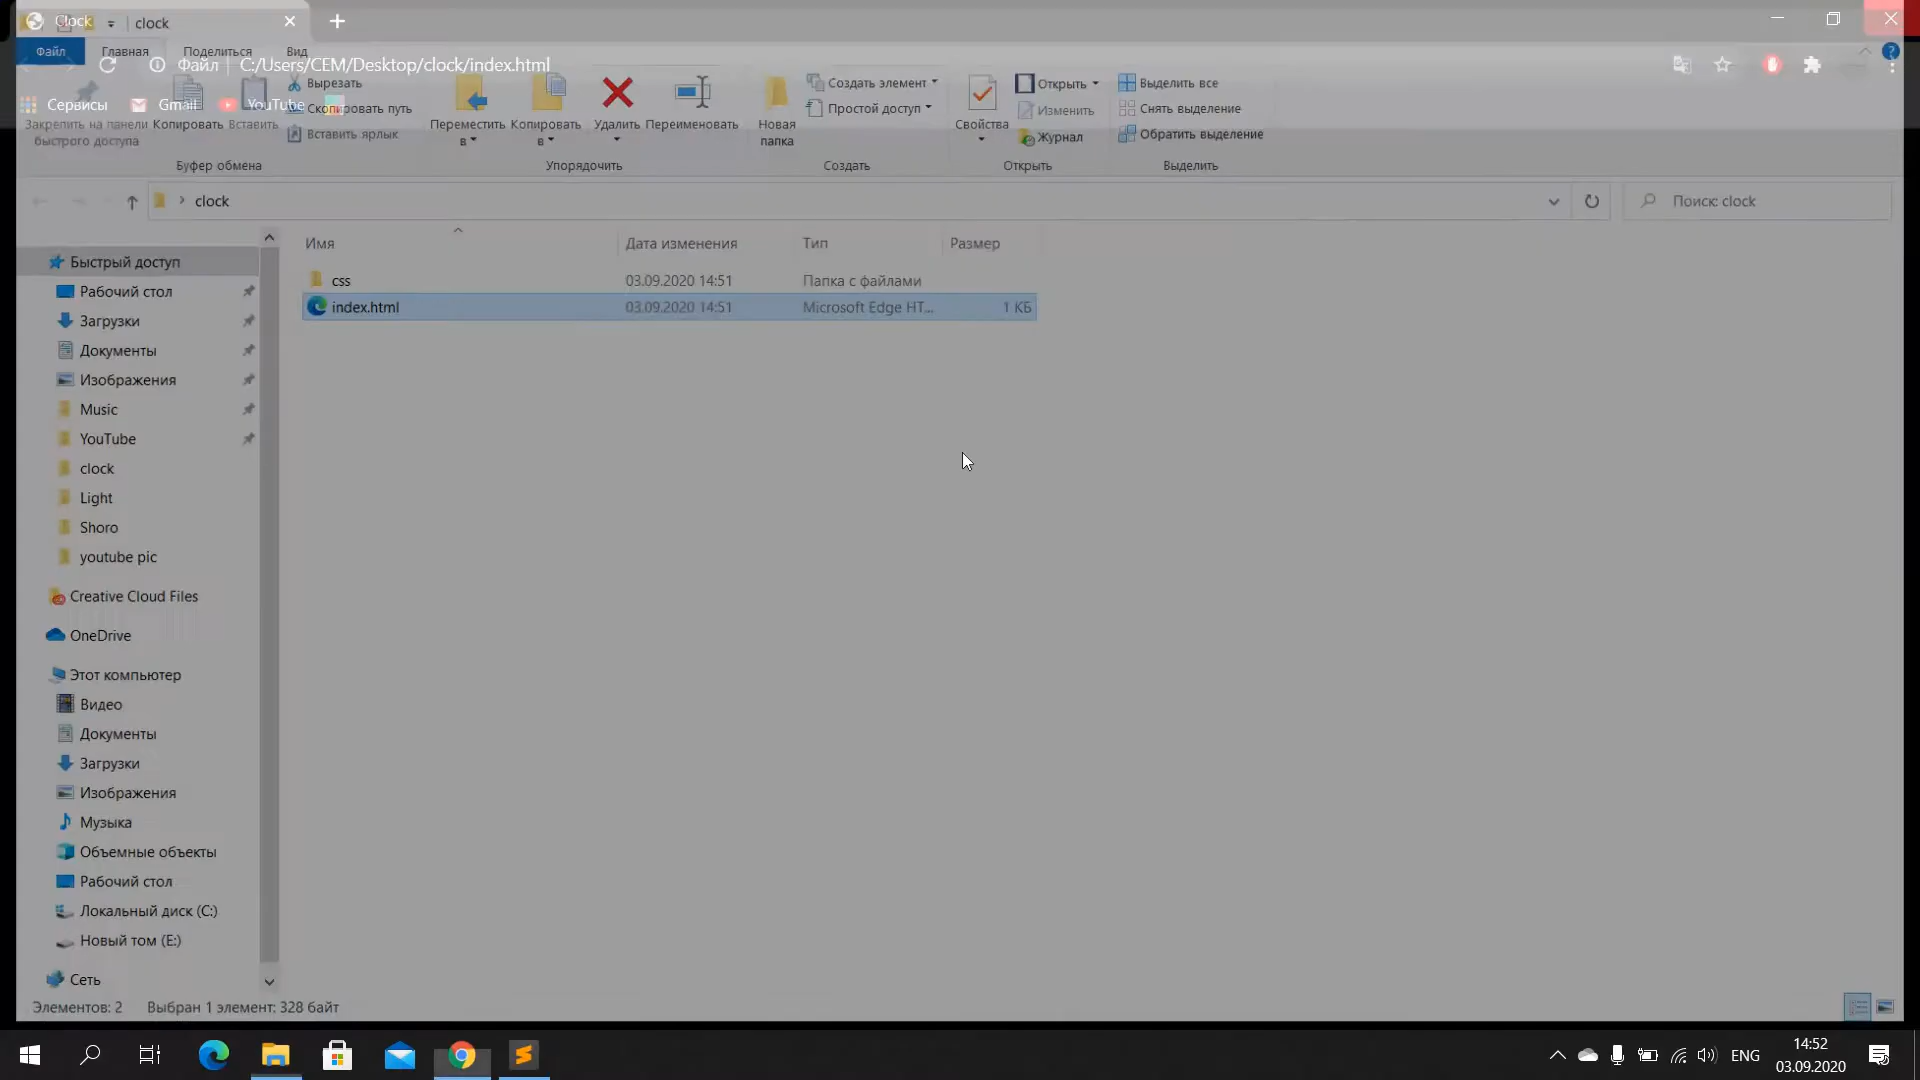 Clock
clock
Файл
Главная
Поделиться
Вид
Файл
C:/Users/CEM/Desktop/clock/index.html
Сервисы
Gmail
YouTube
Закрепить на панели
быстрого доступа
Копировать
Вставить
Вырезать
Скопировать путь
Вставить ярлык
Буфер обмена
Переместить
в
Копировать
в
Удалить
Переименовать
Упорядочить
Новая
папка
Создать элемент
Простой доступ
Создать
Свойства
Открыть
Изменить
Журнал
Открыть
Выделить все
Снять выделение
Обратить выделение
Выделить
clock
Поиск: clock
Имя
Дата изменения
Тип
Размер
css
03.09.2020 14:51
Папка с файлами
index.html
03.09.2020 14:51
Microsoft Edge HT...
1 КБ
Быстрый доступ
Рабочий стол
Загрузки
Документы
Изображения
Music
YouTube
clock
Light
Shoro
youtube pic
Creative Cloud Files
OneDrive
Этот компьютер
Видео
Документы
Загрузки
Изображения
Музыка
Объемные объекты
Рабочий стол
Локальный диск (C:)
Новый том (E:)
Сеть
Элементов: 2
Выбран 1 элемент: 328 байт
ENG
14:52
03.09.2020